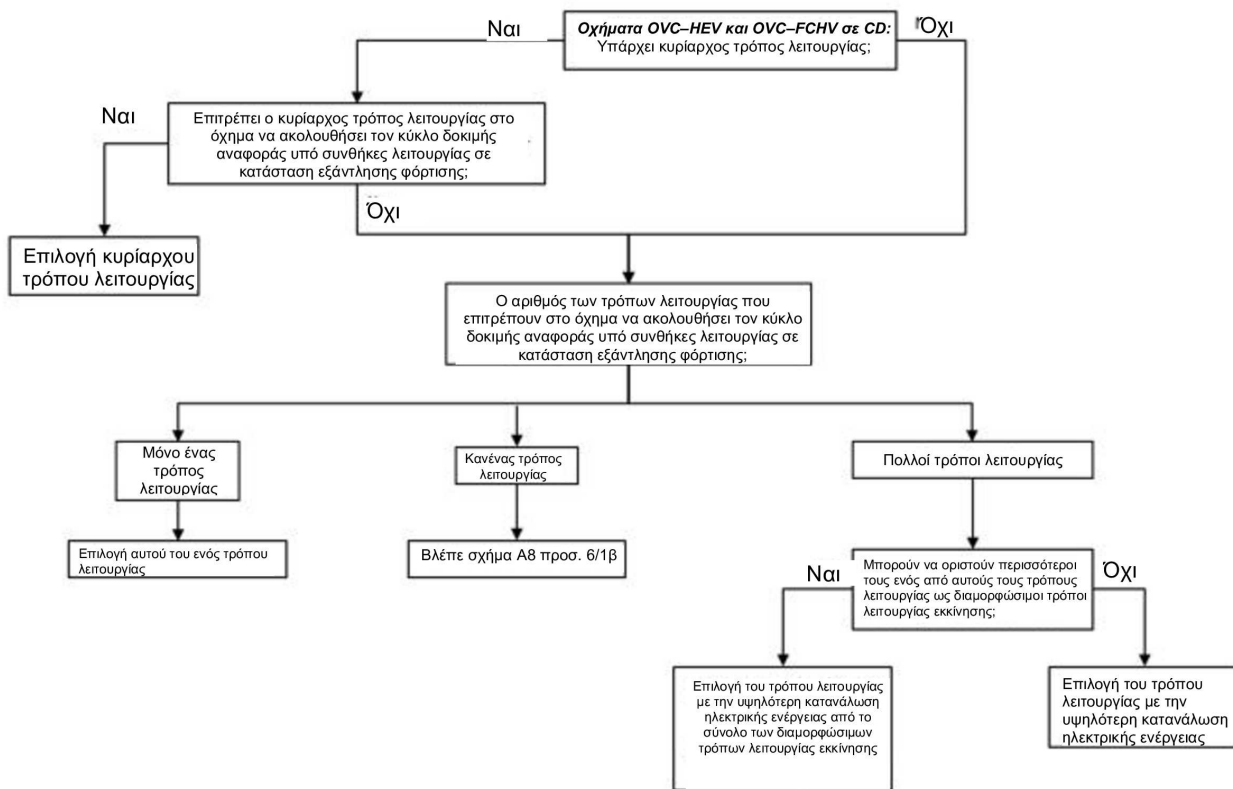 Οχήματα OVC–HEV και OVC–FCHV σε CD:
Υπάρχει κυρίαρχος τρόπος λειτουργίας;
Ναι
Όχι
Επιτρέπει ο κυρίαρχος τρόπος λειτουργίας στο
όχημα να ακολουθήσει τον κύκλο δοκιμής
αναφοράς υπό συνθήκες λειτουργίας σε
κατάσταση εξάντλησης φόρτισης;
Ναι
Όχι
Επιλογή κυρίαρχου
τρόπου λειτουργίας
Ο αριθμός των τρόπων λειτουργίας που
επιτρέπουν στο όχημα να ακολουθήσει τον κύκλο
δοκιμής αναφοράς υπό συνθήκες λειτουργίας σε
κατάσταση εξάντλησης φόρτισης;
Μόνο ένας
τρόπος
λειτουργίας
Κανένας τρόπος
λειτουργίας
Πολλοί τρόποι λειτουργίας
Επιλογή αυτού του ενός τρόπου
λειτουργίας
Βλέπε σχήμα A8 προσ. 6/1β
Ναι
Μπορούν να οριστούν περισσότεροι
τους ενός από αυτούς τους τρόπους
λειτουργίας ως διαμορφώσιμοι τρόποι
λειτουργίας εκκίνησης;
Όχι
Επιλογή του τρόπου λειτουργίας
με την υψηλότερη κατανάλωση
ηλεκτρικής ενέργειας από το
σύνολο των διαμορφώσιμων
τρόπων λειτουργίας εκκίνησης
Επιλογή του τρόπου
λειτουργίας με την
υψηλότερη κατανάλωση
ηλεκτρικής ενέργειας